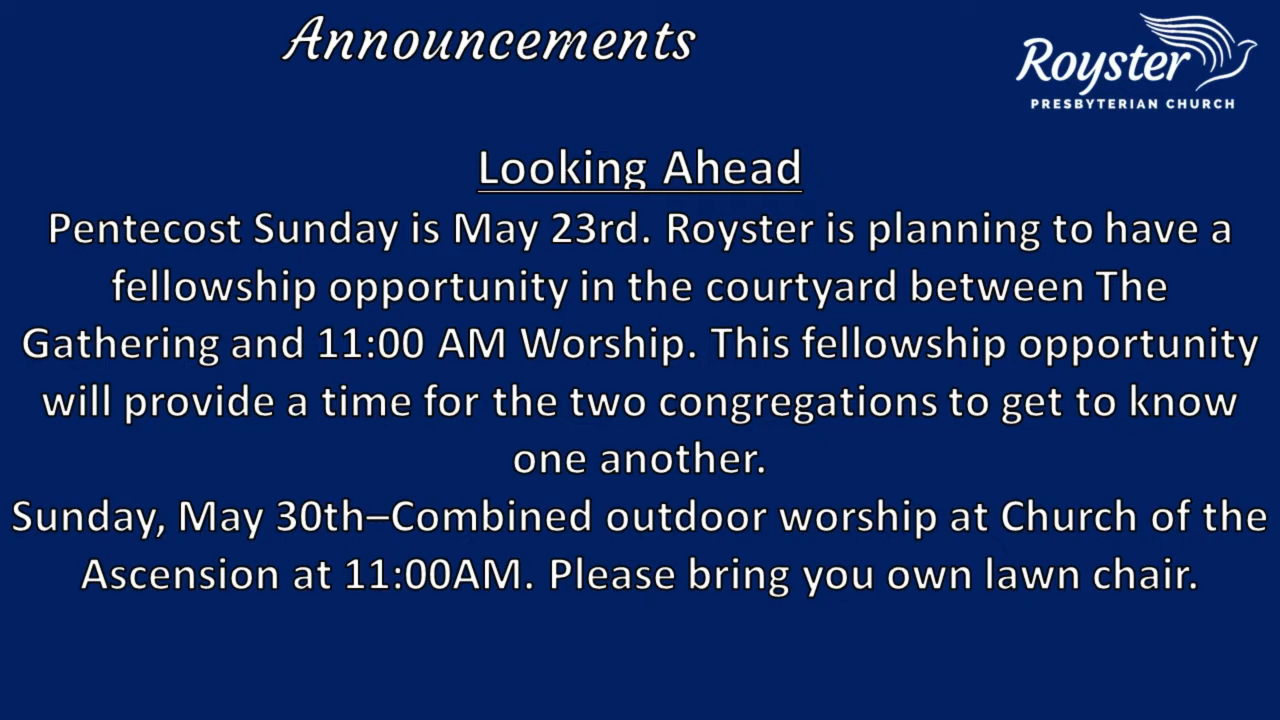 Announcements
Royster
PRESBYTERIAN CHURCH
Looking Ahead
Pentecost Sunday is May 23rd. Royster is planning to have a
fellowship opportunity in the courtyard between The
Gathering and 11:00 AM Worship. This fellowship opportunity
will provide a time for the two congregations to get to know
one another.
Sunday, May 30th–Combined outdoor worship at Church of the
Ascension at 11:00AM. Please bring you own lawn chair.